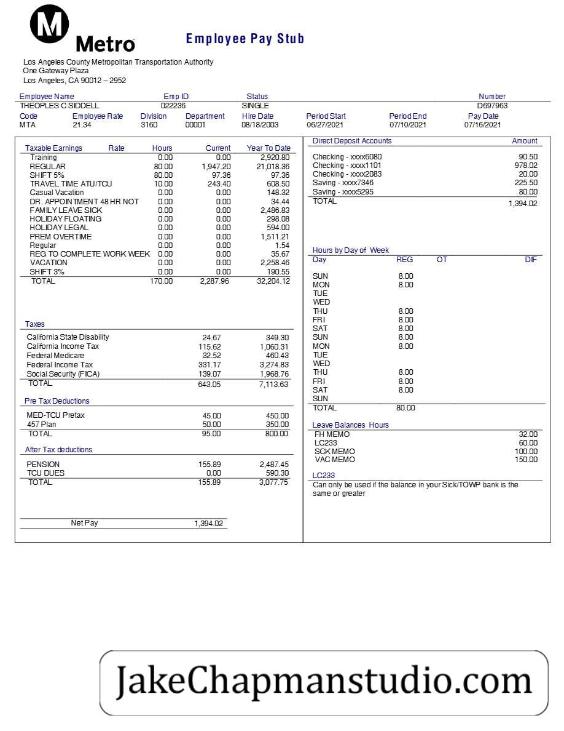 M
Metro
Employee Pay Stub
Los Angeles County Metropolitan Transportation Authority
One Gateway Plaza
Los Angeles, CA 90012 – 2952
Employee Name Emp ID Status Number
THEOPLES C SIDDELL 022236 SINGLE D697963
Code Employee Rate Division Department Hire Date Period Start Period End Pay Date
MTA 21.34 3160 00001 08/18/2003 06/27/2021 07/10/2021 07/16/2021
Taxable Earnings Rate Hours Current Year To Date
Training 0.00 0.00 2,920.80
REGULAR 80.00 1,947.20 21,018.36
SHIFT 5% 80.00 97.36 97.36
TRAVEL TIME ATU/TCU 10.00 243.40 608.50
Casual Vacation 0.00 0.00 148.32
DR. APPOINTMENT 48 HR NOT 0.00 0.00 34.44
FAMILY LEAVE SICK 0.00 0.00 2,486.83
HOLIDAY FLOATING 0.00 0.00 298.08
HOLIDAY LEGAL 0.00 0.00 594.00
PREM OVERTIME 0.00 0.00 1,511.21
Regular 0.00 0.00 1.54
REG TO COMPLETE WORK WEEK 0.00 0.00 35.67
VACATION 0.00 0.00 2,258.46
SHIFT 3% 0.00 0.00 190.55
TOTAL 170.00 2,287.96 32,204.12
Taxes
California State Disability 24.67 349.30
California Income Tax 115.62 1,060.31
Federal Medicare 32.52 460.43
Federal Income Tax 331.17 3,274.83
Social Security (FICA) 139.07 1,968.76
TOTAL 643.05 7,113.63
Pre Tax Deductions
MED-TCU Pretax 45.00 450.00
457 Plan 50.00 350.00
TOTAL 95.00 800.00
After Tax deductions
PENSION 155.89 2,487.45
TCU DUES 0.00 590.30
TOTAL 155.89 3,077.75
Net Pay 1,394.02
Direct Deposit Accounts Amount
Checking - xxxx6080 90.50
Checking - xxxx1101 978.02
Checking - xxxx2083 20.00
Saving - xxxx7346 225.50
Saving - xxxx5295 80.00
TOTAL 1,394.02
Hours by Day of Week
Day REG OT DIF
SUN 8.00
MON 8.00
TUE
WED
THU 8.00
FRI 8.00
SAT 8.00
SUN 8.00
MON 8.00
TUE
WED
THU 8.00
FRI 8.00
SAT 8.00
SUN
TOTAL 80.00
Leave Balances Hours
FH MEMO 32.00
LC233 60.00
SCK MEMO 100.00
VAC MEMO 150.00
LC233
Can only be used if the balance in your Sick/TOWP bank is the
same or greater
JakeChapmanstudio.com